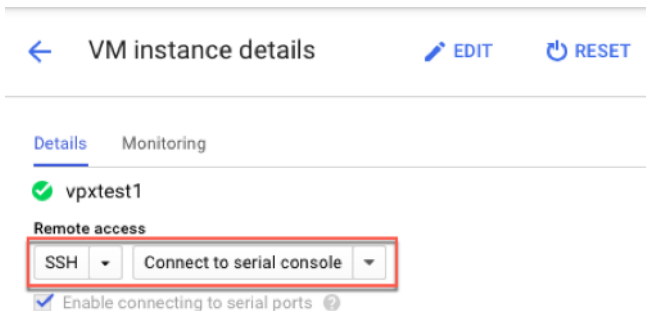 VM instance details EDIT RESET
Details Monitoring
vpxtest1
Remote access
SSH Connect to serial console
Enable connecting to serial ports ?